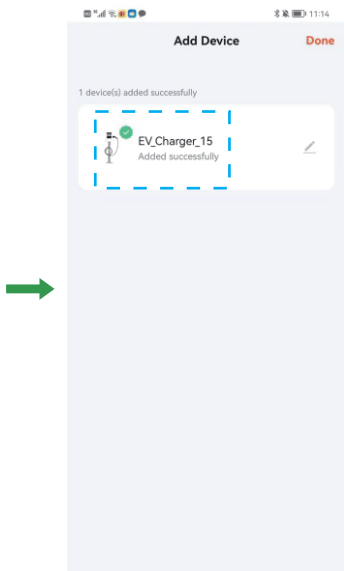 11:14
Add Device
Done
1 device(s) added successfully
EV_Charger_15
Added successfully